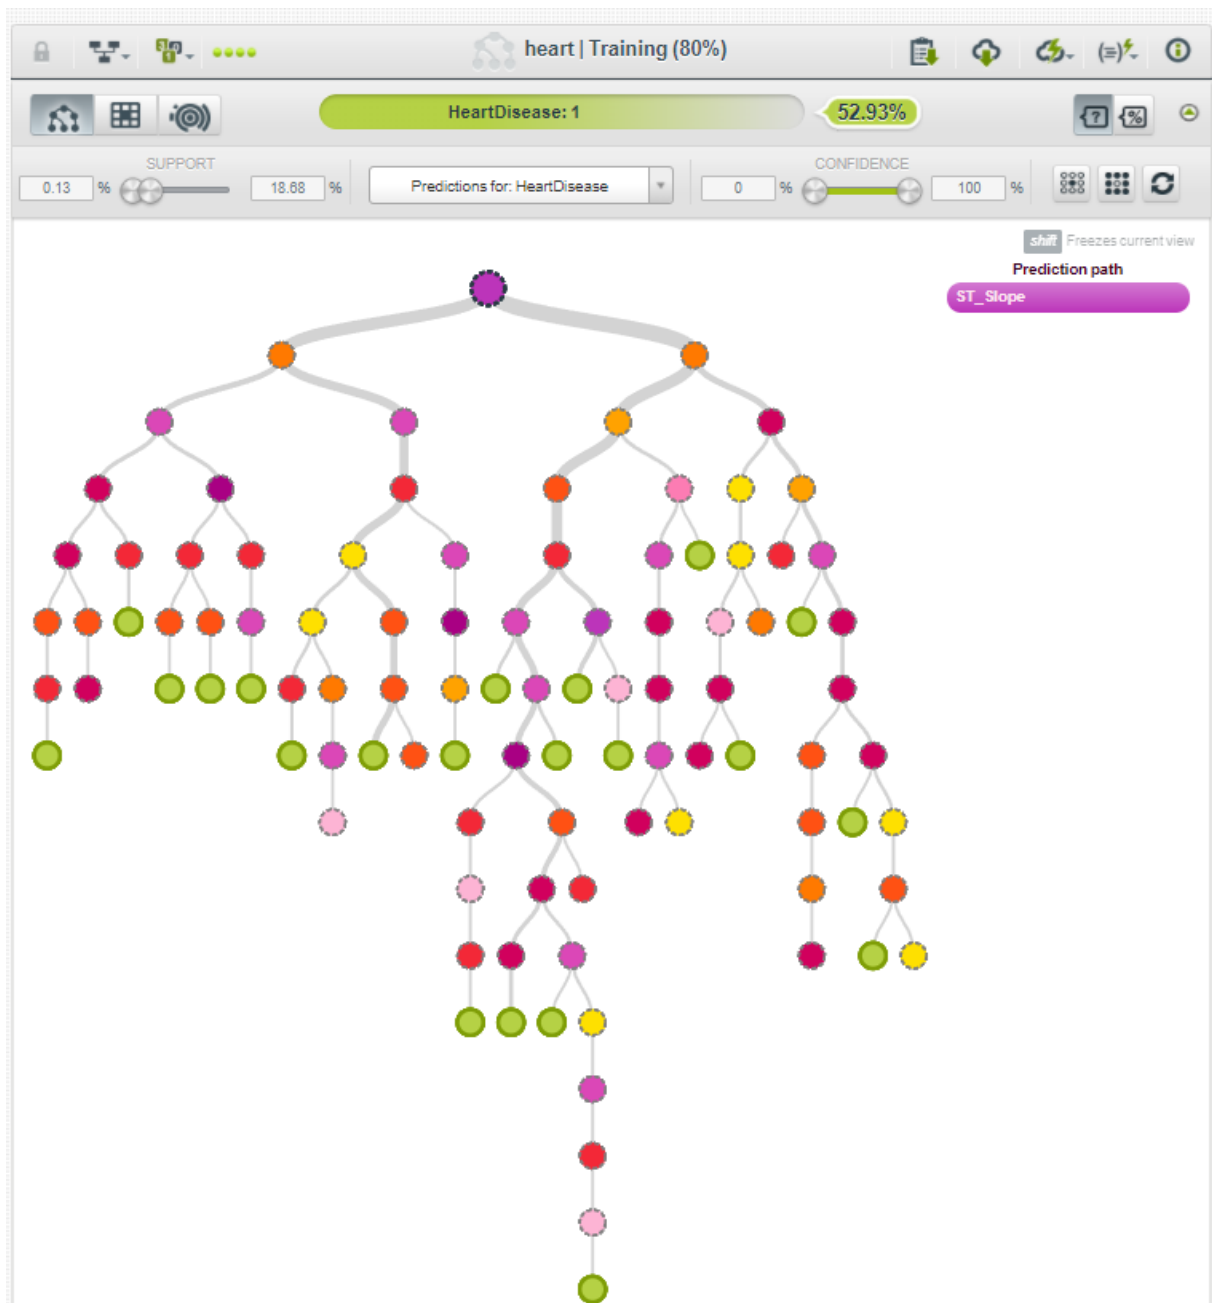 heart | Training (80%)
HeartDisease: 1
52.93%
SUPPORT
0.13 %
18.68 %
Predictions for: HeartDisease
CONFIDENCE
0 %
100 %
shift Freezes current view
Prediction path
ST_Slope